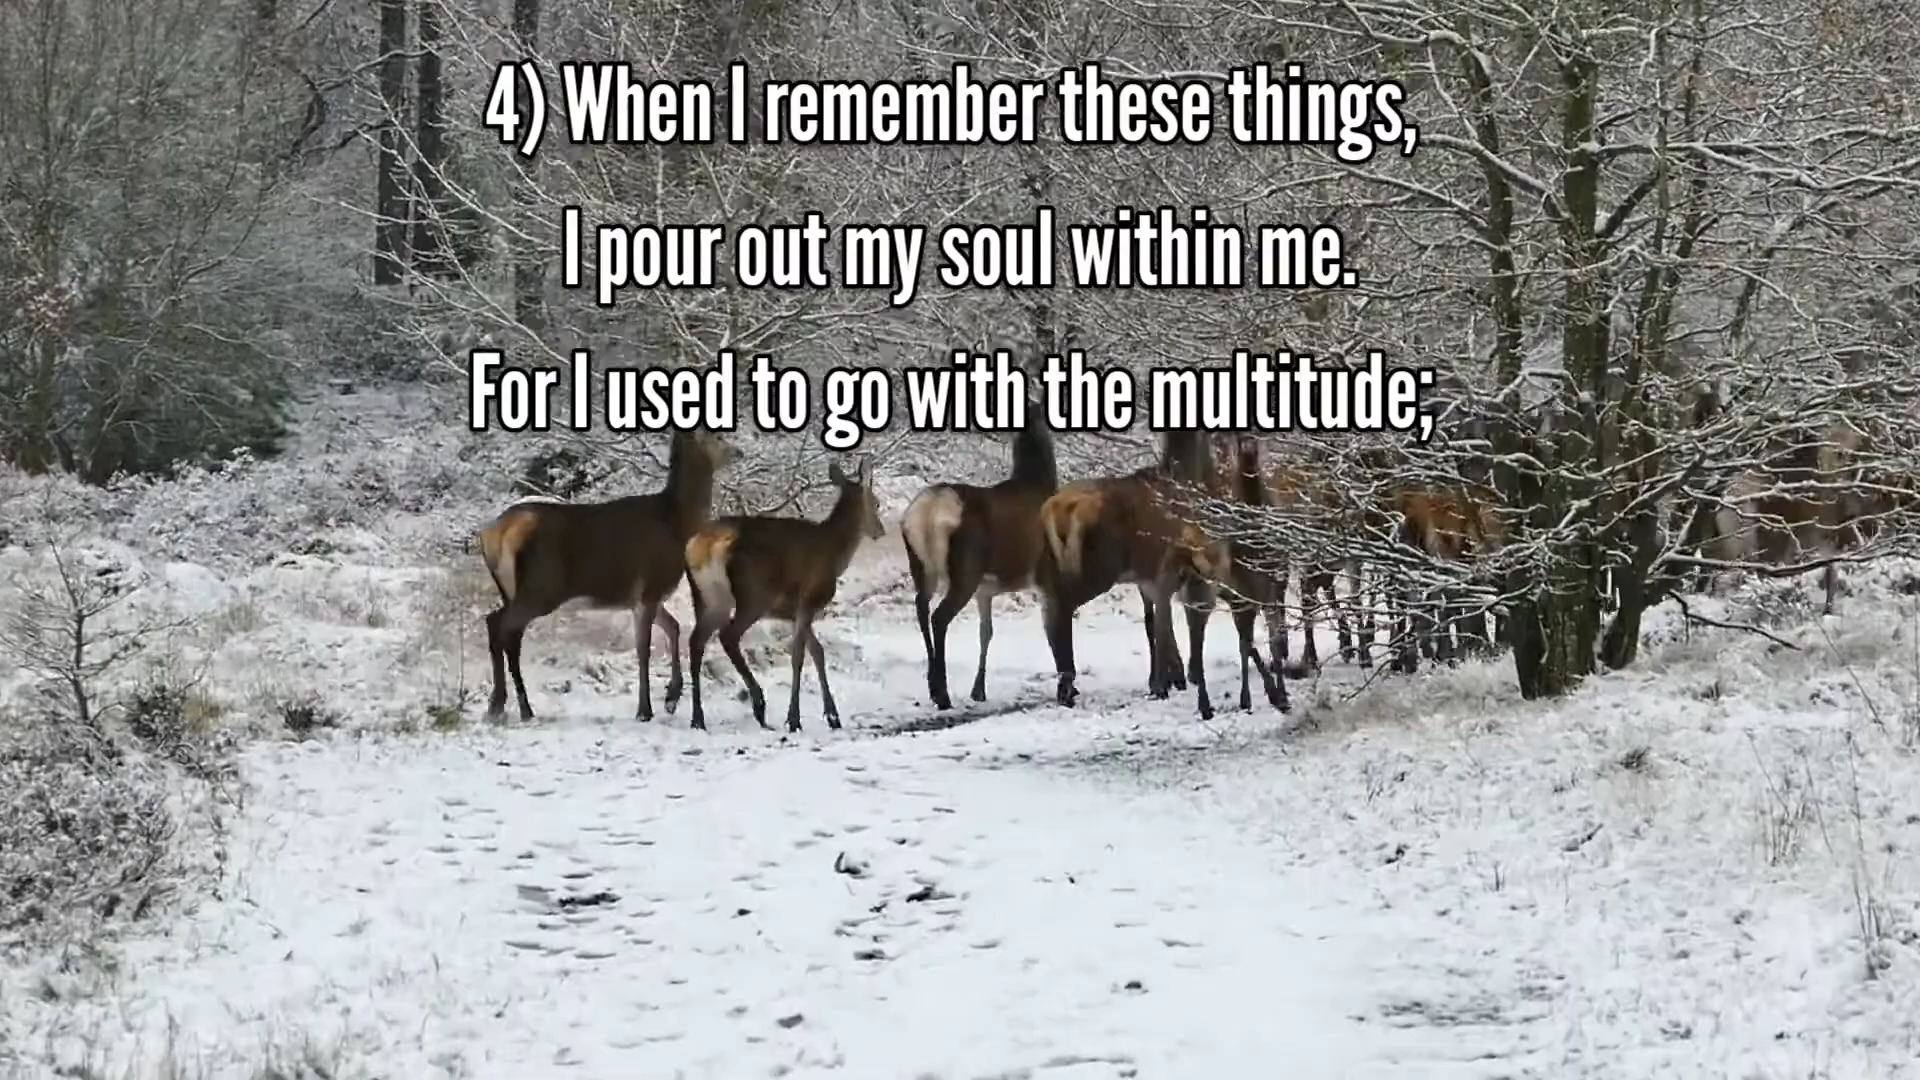 4) When I remember these things,
I pour out my soul within me.
For I used to go with the multitude;